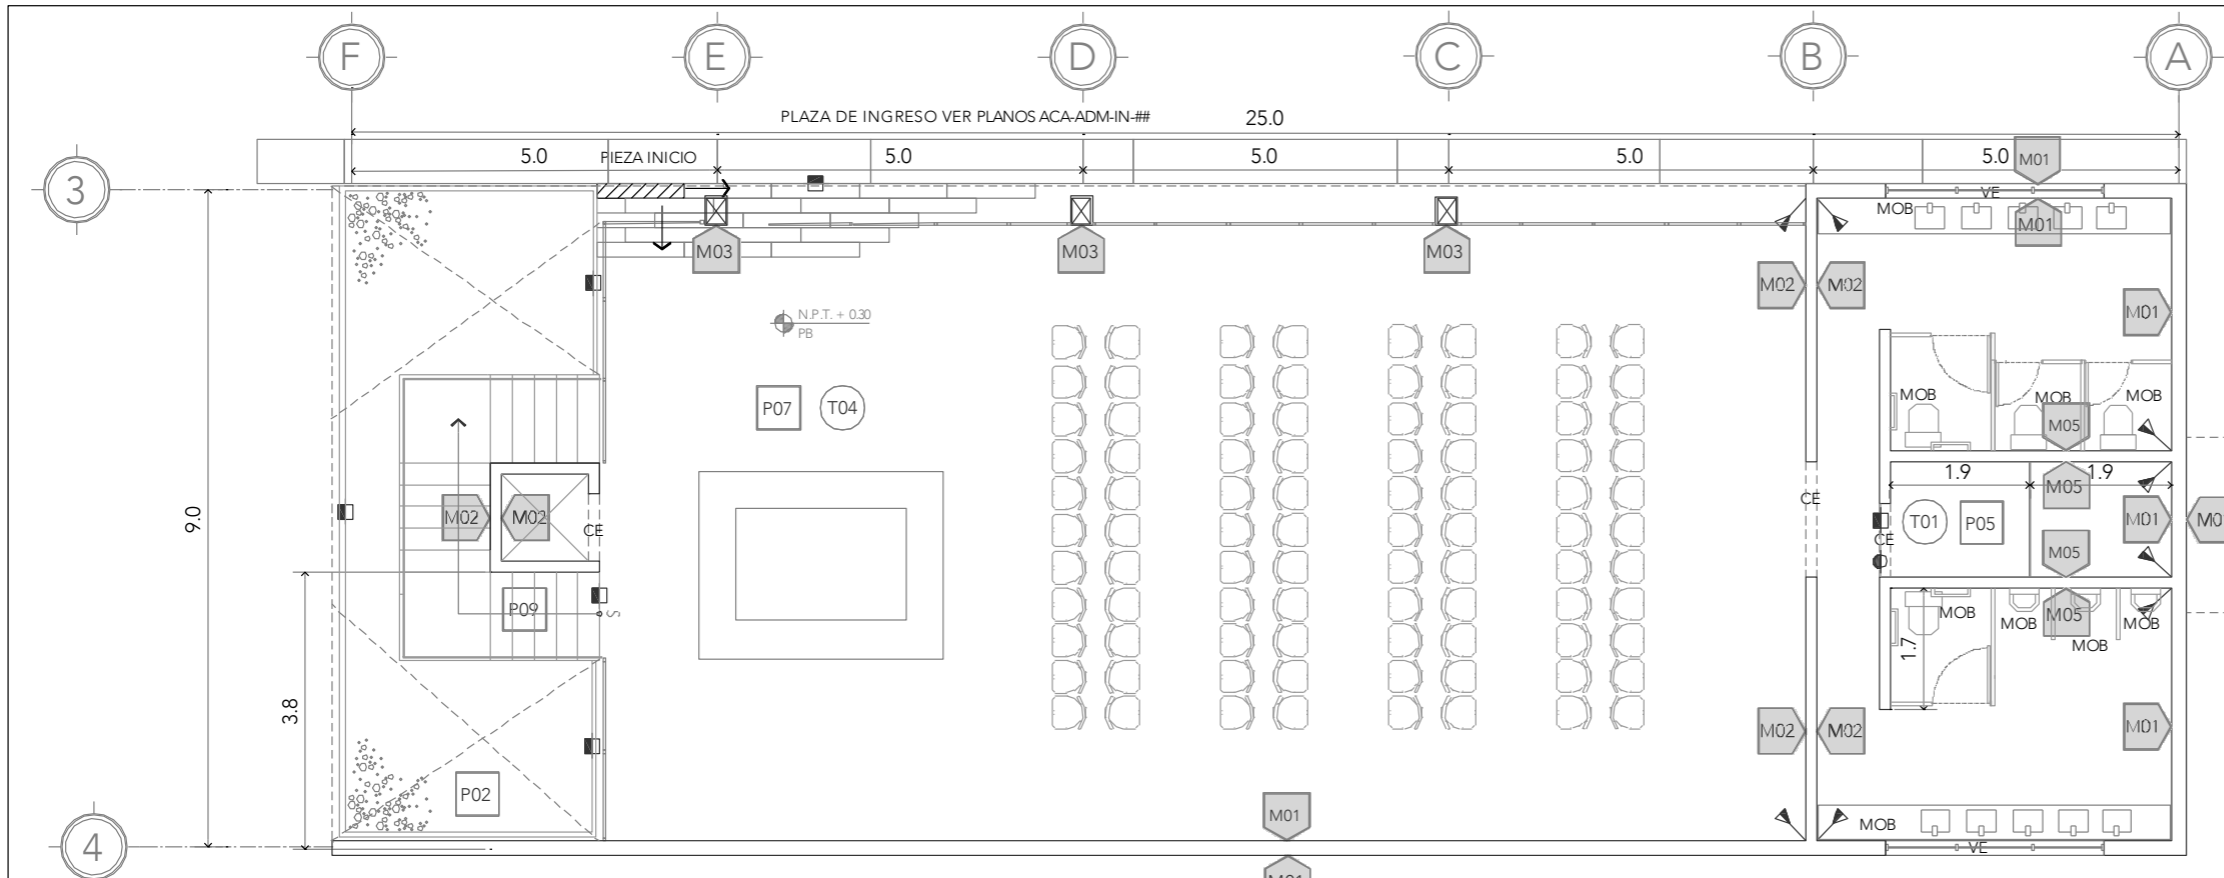 F E D C B A
PLAZA DE INGRESO VER PLANOS ACA-ADM-IN-## 25.0
5.0 PIEZA INICIO 5.0 5.0 5.0 5.0 M01
3
VE
MOB
M01
M03 M03 M03
M02 M02
M01
N.P.T. + 0.30
PB
P07 T04
MOB MOB MOB
M05
1.9 1.9
M05
CE
M02 M02
CE
T01 P05 M01
CE
M05
9.0
P09
S
MOB M05
MOB MOB
MOB
1.7
3.8
M02 M02
M01
P02
M01
MOB
VE
4